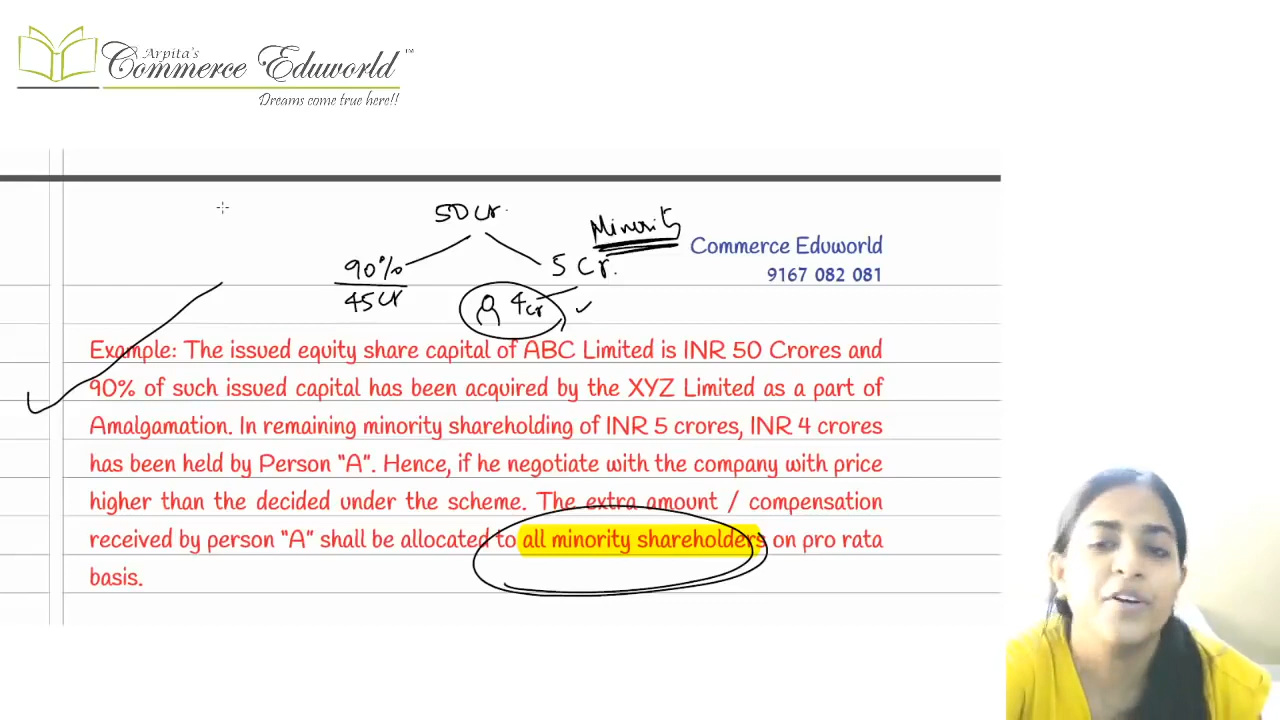 Arpita's
Commerce Eduworld™
Dreams come true here!!
50 Cr.
Minority
90%
5 Cr.
45 Cr
4 Cr
Commerce Eduworld
9167 082 081
Example: The issued equity share capital of ABC Limited is INR 50 Crores and
90% of such issued capital has been acquired by the XYZ Limited as a part of
Amalgamation. In remaining minority shareholding of INR 5 crores, INR 4 crores
has been held by Person “A”. Hence, if he negotiate with the company with price
higher than the decided under the scheme. The extra amount / compensation
received by person “A” shall be allocated to all minority shareholders on pro rata
basis.